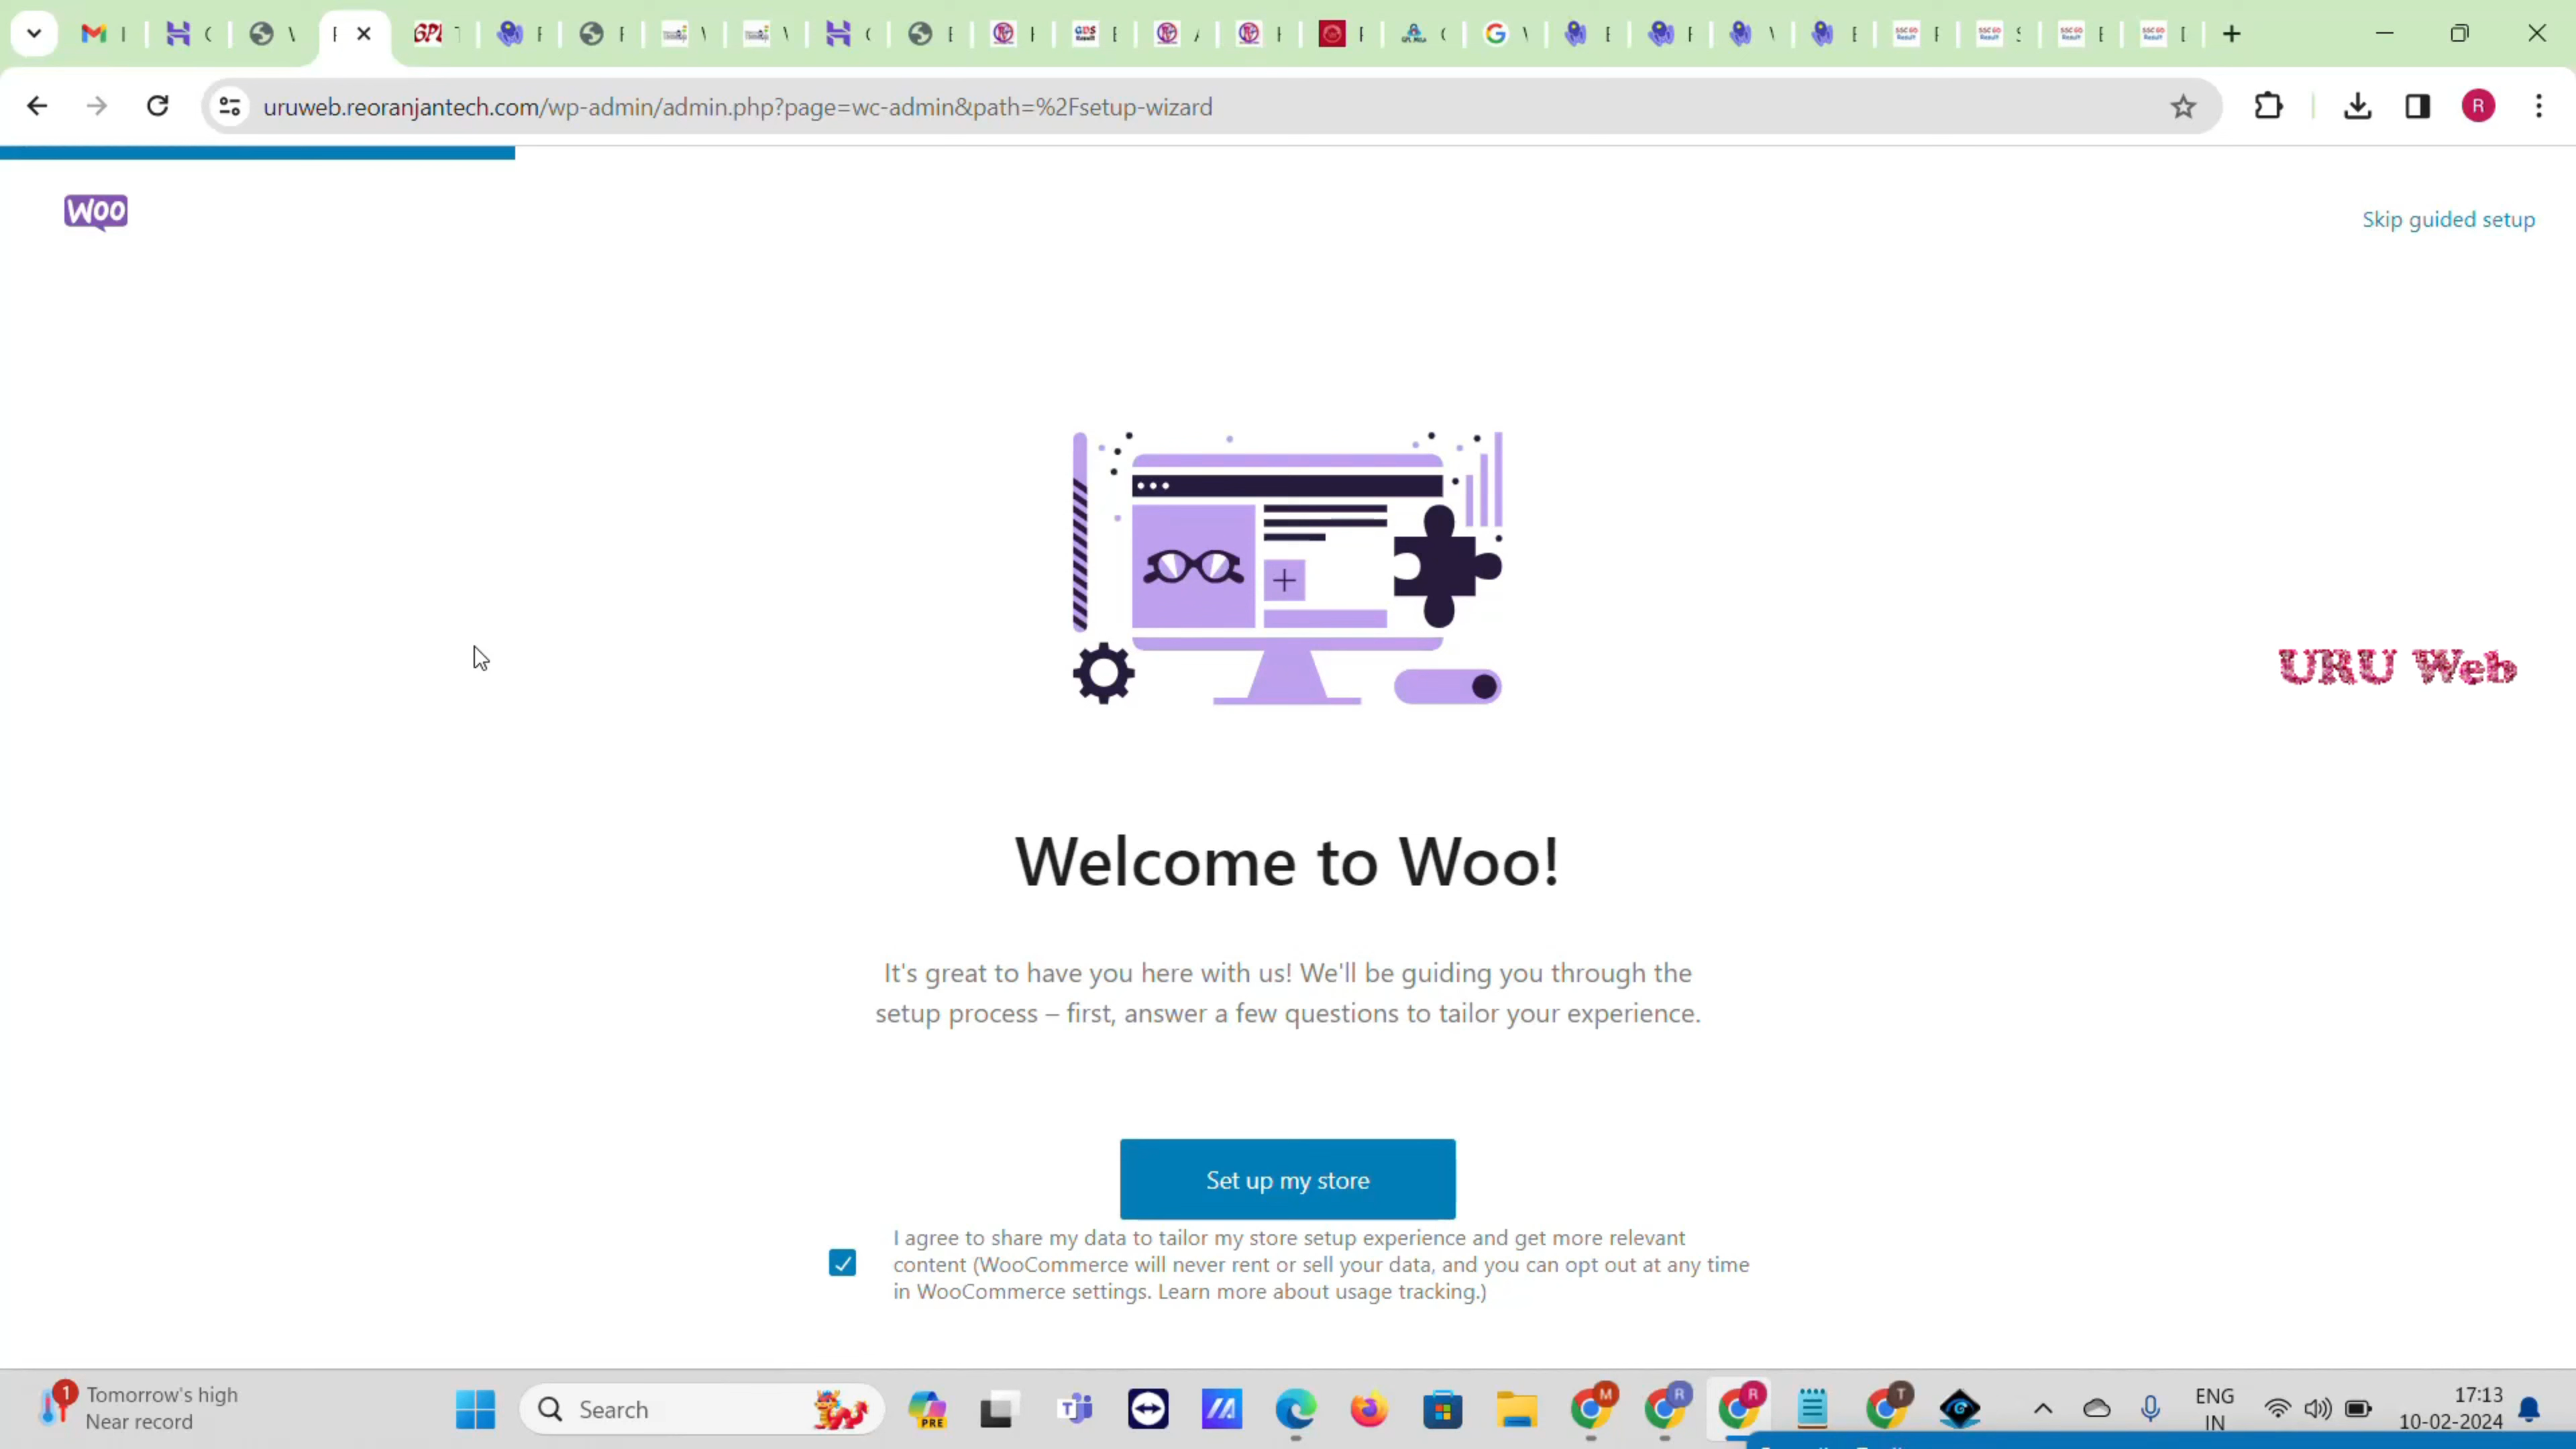 uruweb.reoranjantech.com/wp-admin/admin.php?page=wc-admin&path=%2Fsetup-wizard
R
WOO
Skip guided setup
URU Web
Welcome to Woo!
It's great to have you here with us! We'll be guiding you through the
setup process – first, answer a few questions to tailor your experience.
Set up my store
I agree to share my data to tailor my store setup experience and get more relevant
content (WooCommerce will never rent or sell your data, and you can opt out at any time
in WooCommerce settings. Learn more about usage tracking.)
1
Tomorrow's high
Near record
Search
PRE
M
R
R
T
ENG
IN
17:13
10-02-2024